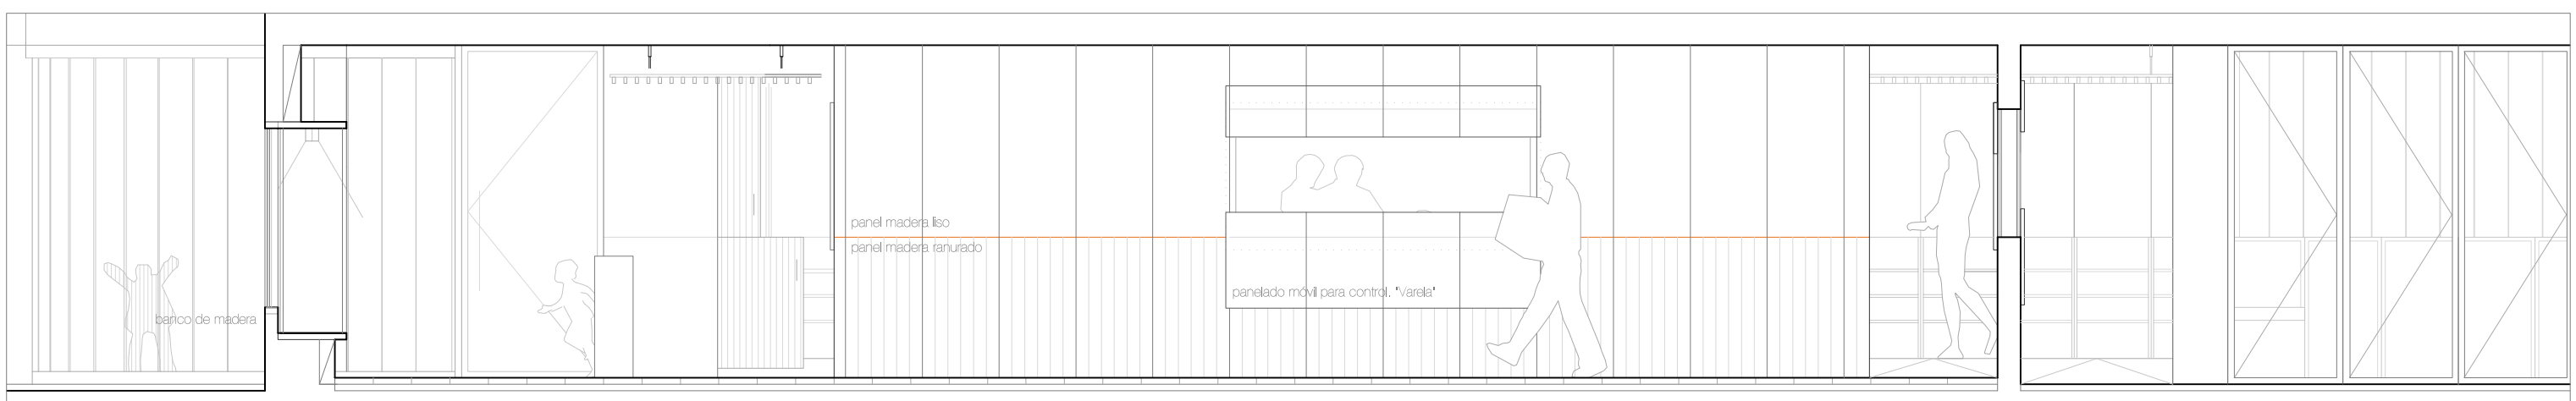 panel madera liso
panel madera ranurado
panelado móvil para control. "Varela"
banco de madera